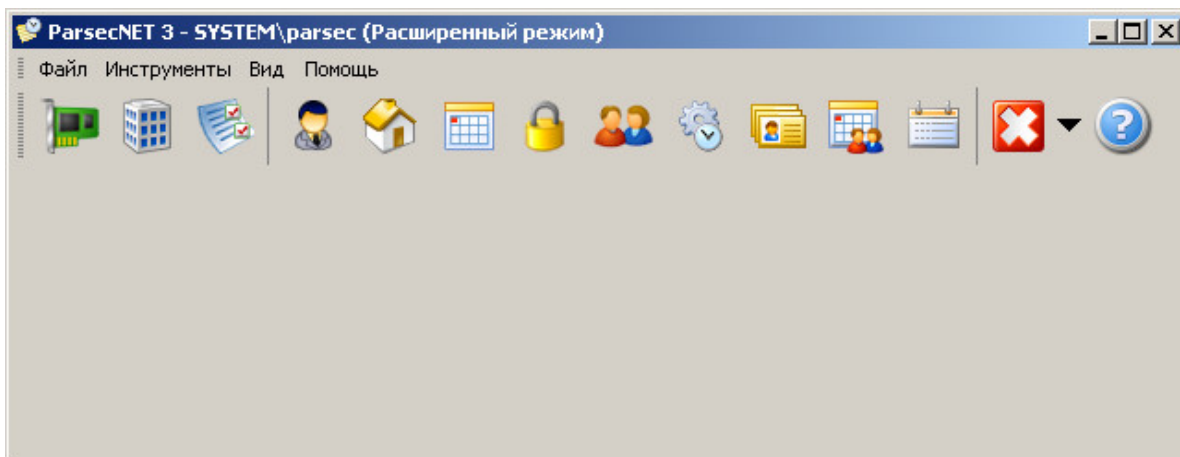 ParsecNET 3 - SYSTEM\parsec (Расширенный режим)
Файл Инструменты Вид Помощь
?